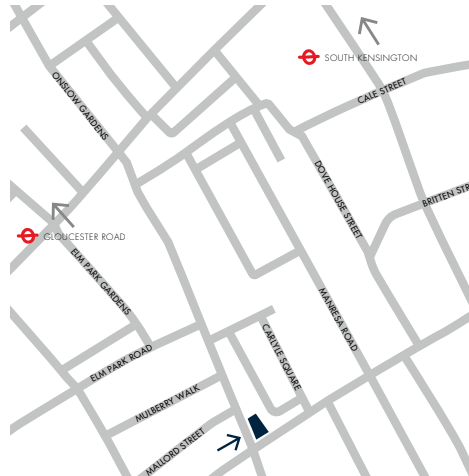 SOUTH KENSINGTON
CALE STREET
ONSLOW GARDENS
DOVE HOUSE STREET
BRITTEN STR
GLOUCESTER ROAD
ELM PARK GARDENS
MANRESA ROAD
CARLYLE SQUARE
ELM PARK ROAD
MULBERRY WALK
MALLORD STREET